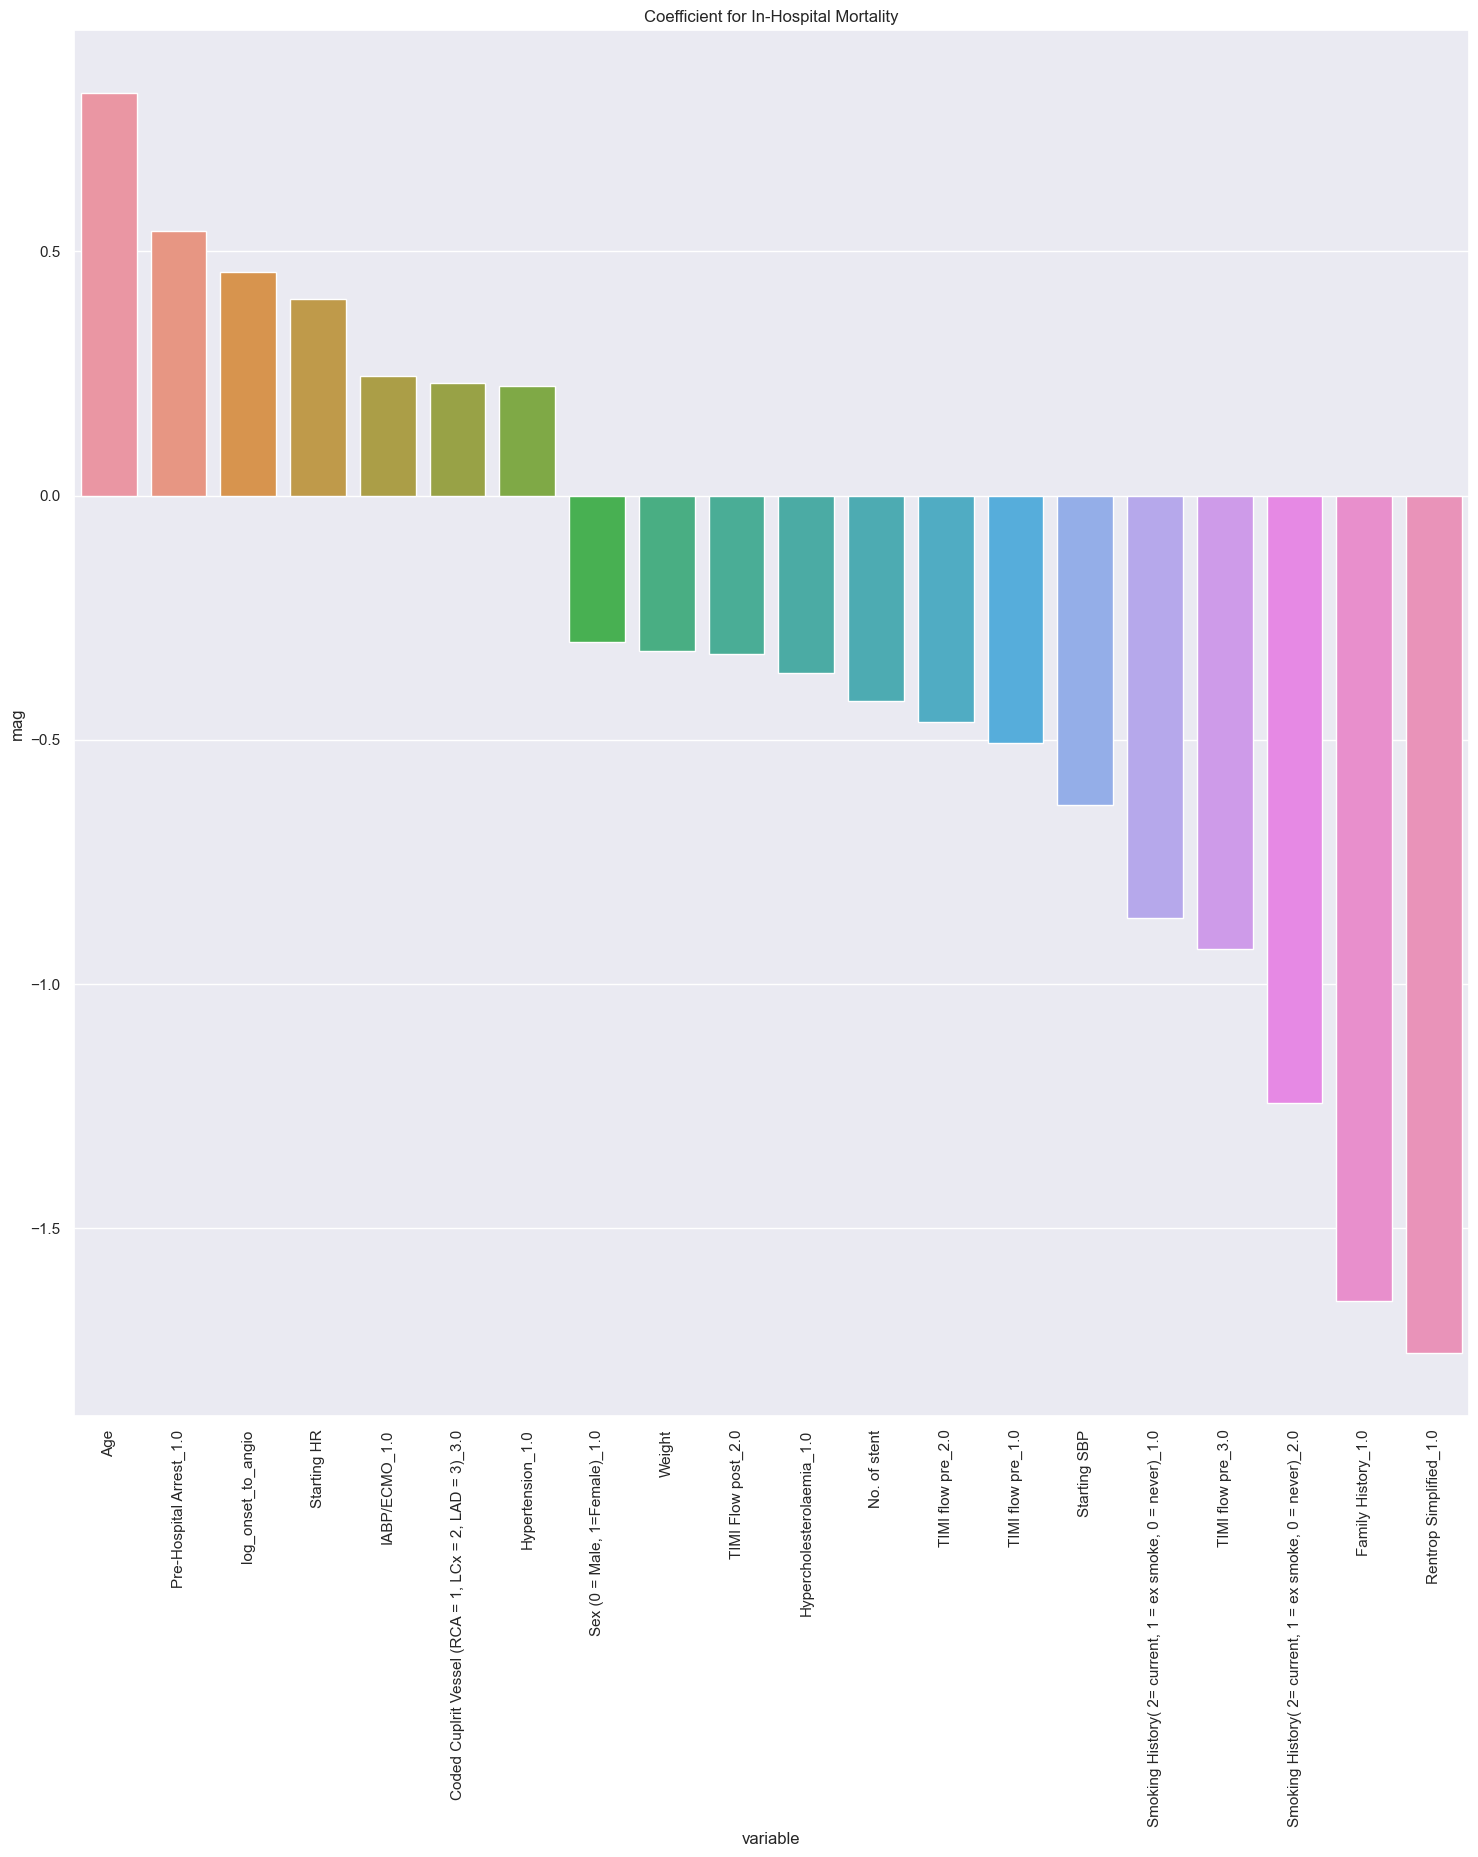 Coefficient for In-Hospital Mortality
mag
0.5
0.0
−0.5
−1.0
−1.5
Age
Pre-Hospital Arrest_1.0
log_onset_to_angio
Starting HR
IABP/ECMO_1.0
Coded Cuplrit Vessel (RCA = 1, LCx = 2, LAD = 3)_3.0
Hypertension_1.0
Sex (0 = Male, 1=Female)_1.0
Weight
TIMI Flow post_2.0
Hypercholesterolaemia_1.0
No. of stent
TIMI flow pre_2.0
TIMI flow pre_1.0
Starting SBP
Smoking History( 2= current, 1 = ex smoke, 0 = never)_1.0
TIMI flow pre_3.0
Smoking History( 2= current, 1 = ex smoke, 0 = never)_2.0
Family History_1.0
Rentrop Simplified_1.0
variable